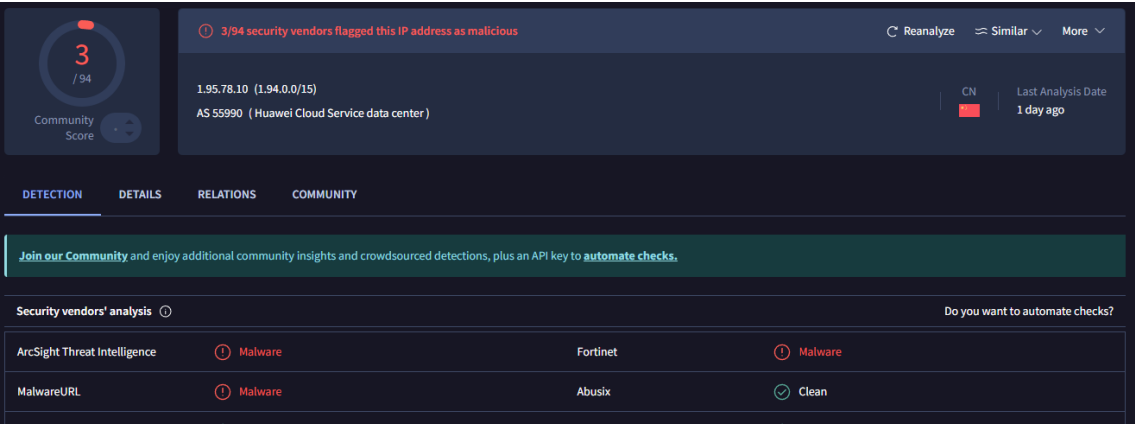 3
/ 94
Community
Score
3/94 security vendors flagged this IP address as malicious
Reanalyze
Similar
More
1.95.78.10 (1.94.0.0/15)
AS 55990 ( Huawei Cloud Service data center )
CN
Last Analysis Date
1 day ago
DETECTION
DETAILS
RELATIONS
COMMUNITY
Join our Community and enjoy additional community insights and crowdsourced detections, plus an API key to automate checks.
Security vendors' analysis
Do you want to automate checks?
ArcSight Threat Intelligence
Malware
Fortinet
Malware
MalwareURL
Malware
Abusix
Clean